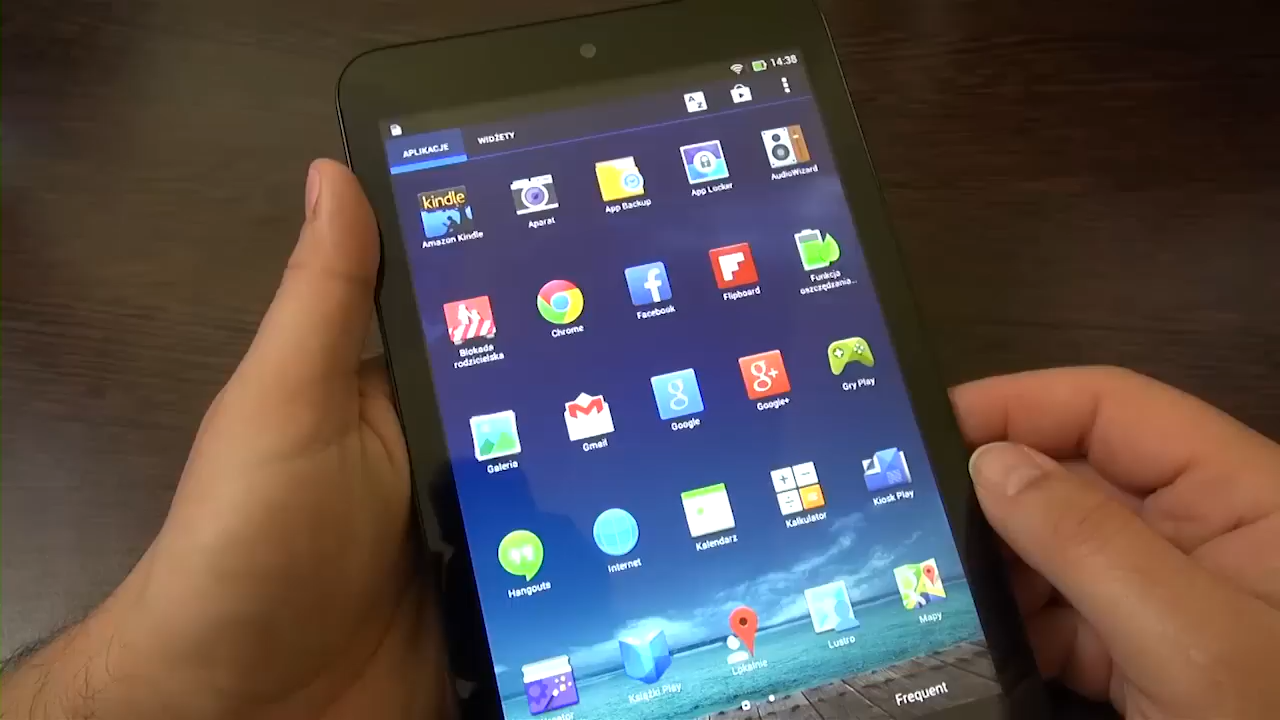 14:38
APLIKACJE
WIDŻETY
kindle
Amazon Kindle
Aparat
App Backup
App Locker
AudioWizard
Blokada
rodzicielska
Chrome
Facebook
Flipboard
Funkcja
oszczędzania...
Galeria
Gmail
Google
Google+
Gry Play
Hangouts
Internet
Kalendarz
Kalkulator
Kiosk Play
Książki Play
Lokalnie
Lustro
Mapy
Frequent